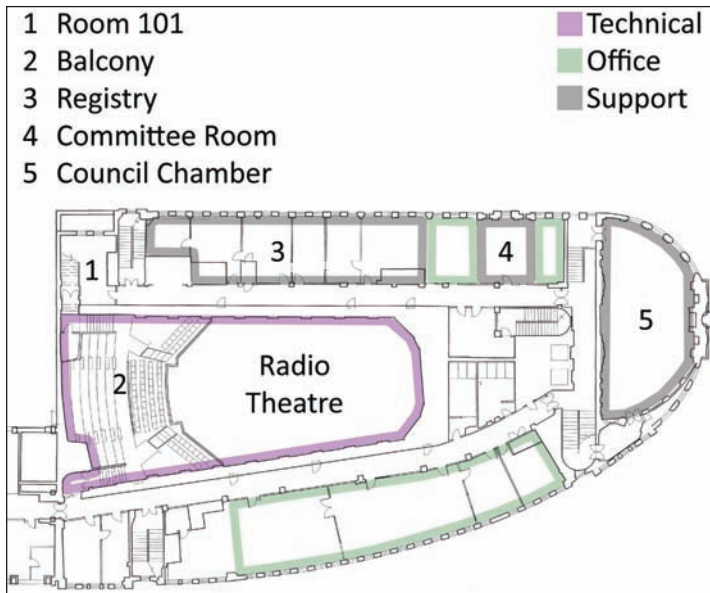 1 Room 101
2 Balcony
3 Registry
4 Committee Room
5 Council Chamber
Technical
Office
Support
1
3
4
5
2
Radio
Theatre